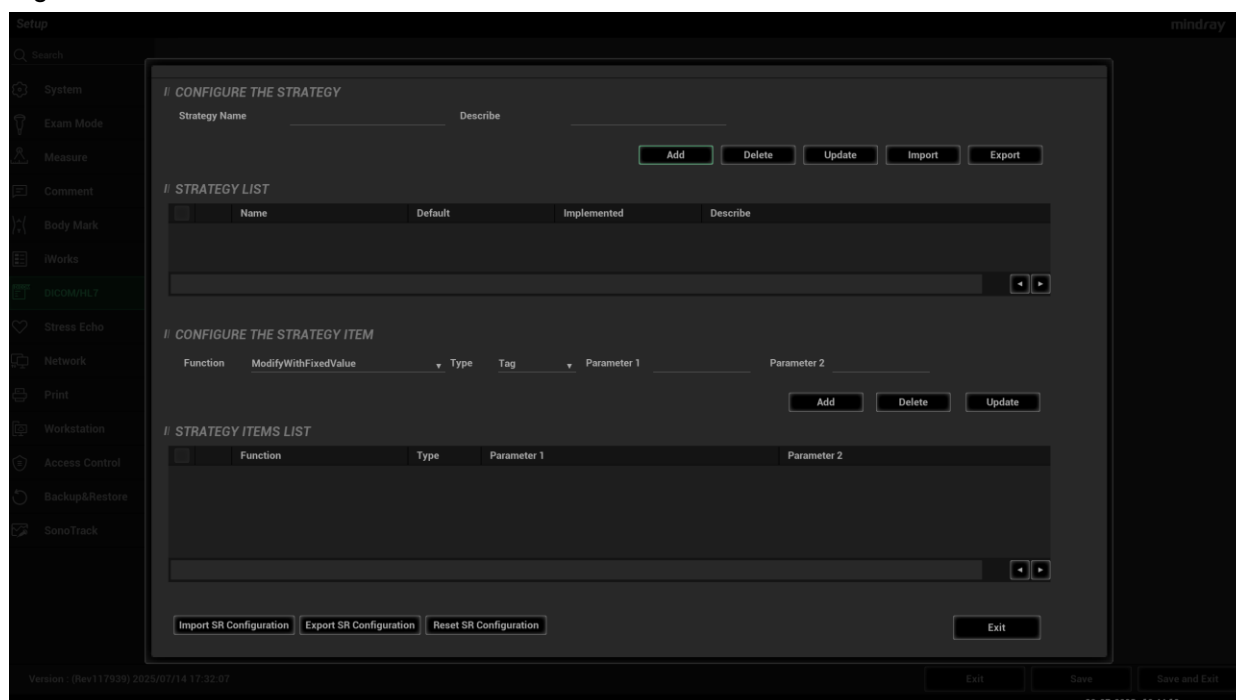 Setup
mindray
Search
System
Exam Mode
Measure
Comment
Body Mark
iWorks
DICOM/HL7
Stress Echo
Network
Print
Workstation
Access Control
Backup&Restore
SonoTrack
CONFIGURE THE STRATEGY
Strategy Name Describe
Add Delete Update Import Export
STRATEGY LIST
Name Default Implemented Describe
CONFIGURE THE STRATEGY ITEM
Function ModifyWithFixedValue Type Tag Parameter 1 Parameter 2
Add Delete Update
STRATEGY ITEMS LIST
Function Type Parameter 1 Parameter 2
Import SR Configuration Export SR Configuration Reset SR Configuration Exit
Version : (Rev117939) 2025/07/14 17:32:07
Exit Save Save and Exit